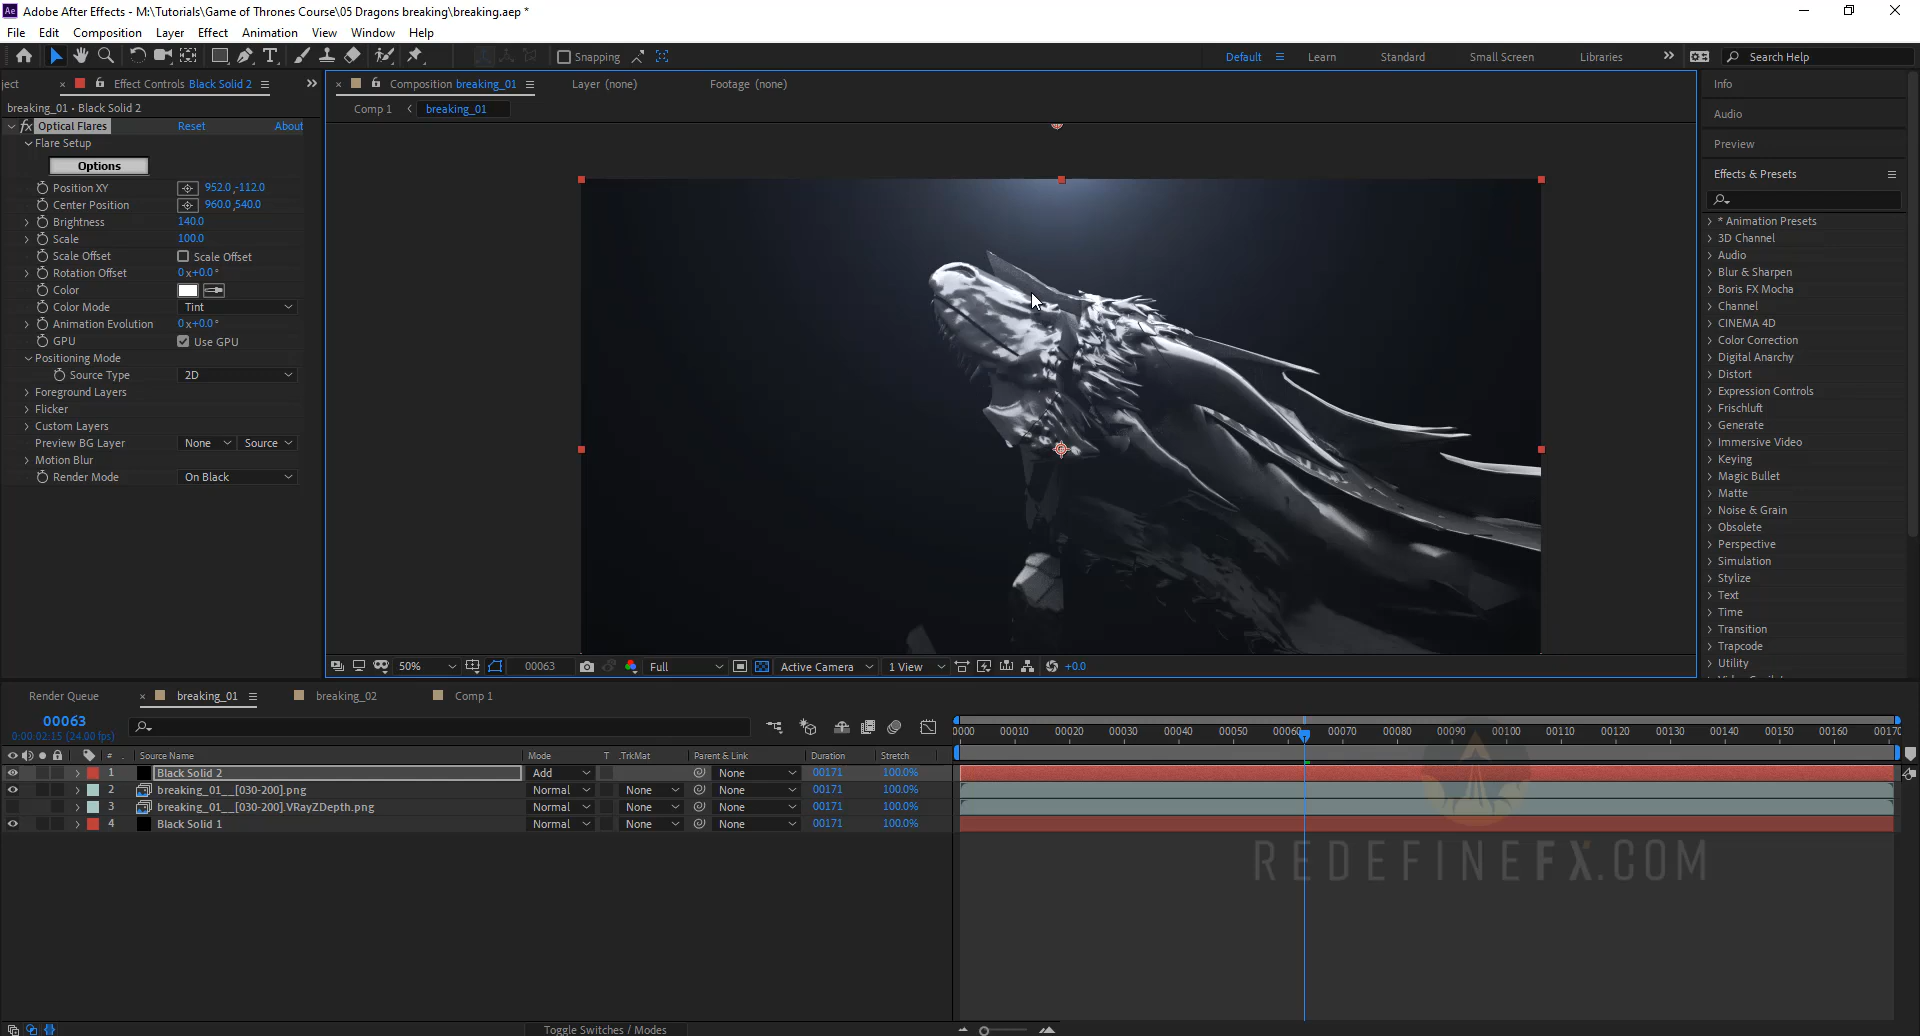 Ae Adobe After Effects - M:\Tutorials\Game of Thrones Course\05 Dragons breaking\breaking.aep *
File Edit Composition Layer Effect Animation View Window Help
Snapping Default Learn Standard Small Screen Libraries Search Help
ject Effect Controls Black Solid 2
Composition breaking_01 Layer (none) Footage (none)
breaking_01 • Black Solid 2
Comp 1 breaking_01
fx Optical Flares Reset About
Flare Setup
Options
Position XY 952.0,-112.0
Center Position 960.0,540.0
Brightness 140.0
Scale 100.0
Scale Offset Scale Offset
Rotation Offset 0x+0.0°
Color
Color Mode Tint
Animation Evolution 0x+0.0°
GPU Use GPU
Positioning Mode
Source Type 2D
Foreground Layers
Flicker
Custom Layers
Preview BG Layer None Source
Motion Blur
Render Mode On Black
Info
Audio
Preview
Effects & Presets
* Animation Presets
3D Channel
Audio
Blur & Sharpen
Boris FX Mocha
Channel
CINEMA 4D
Color Correction
Digital Anarchy
Distort
Expression Controls
Frischluft
Generate
Immersive Video
Keying
Magic Bullet
Matte
Noise & Grain
Obsolete
Perspective
Simulation
Stylize
Text
Time
Transition
Trapcode
Utility
50% 00063 Full Active Camera 1 View +0.0
Render Queue breaking_01 breaking_02 Comp 1
00063
0:00:02:15 (24.00 fps)
0000 00010 00020 00030 00040 00050 00060 00070 00080 00090 00100 00110 00120 00130 00140 00150 00160 0017(
# Source Name Mode T .TrkMat Parent & Link Duration Stretch
1 Black Solid 2 Add None 00171 100.0%
2 breaking_01__[030-200].png Normal None None 00171 100.0%
3 breaking_01__[030-200].VRayZDepth.png Normal None None 00171 100.0%
4 Black Solid 1 Normal None None 00171 100.0%
REDEFINEFX.COM
Toggle Switches / Modes